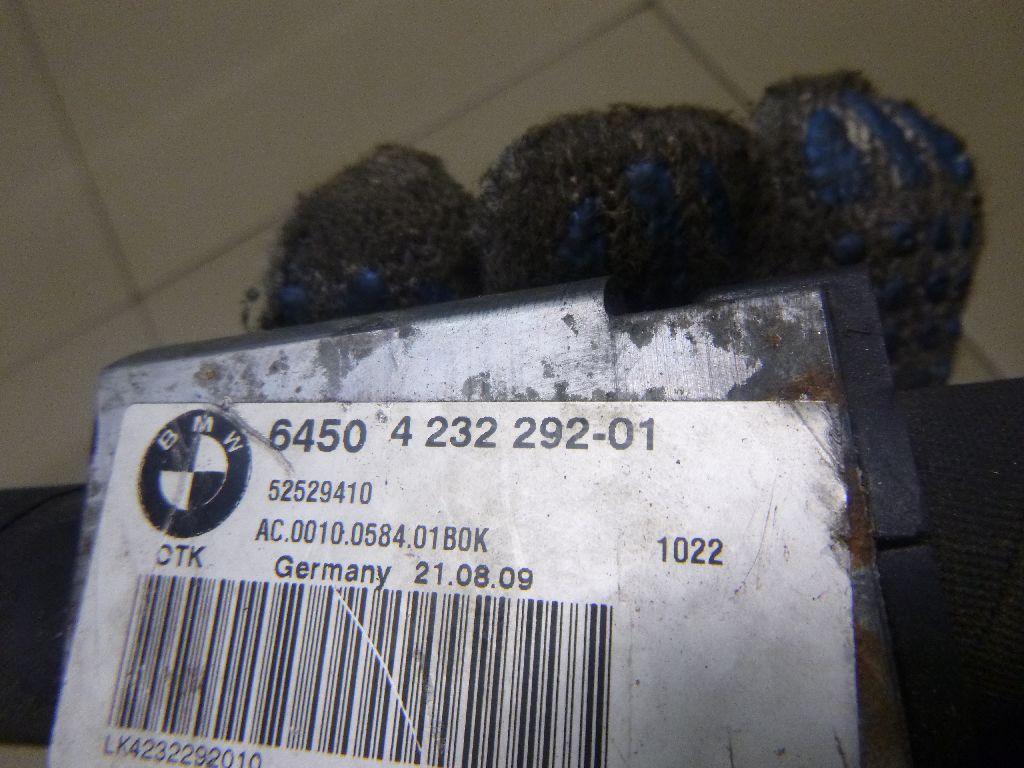 BMW
6450 4 232 292-01
52529410
AC.0010.0584.01B0K
1022
CTK
Germany 21.08.09
LK4232292010